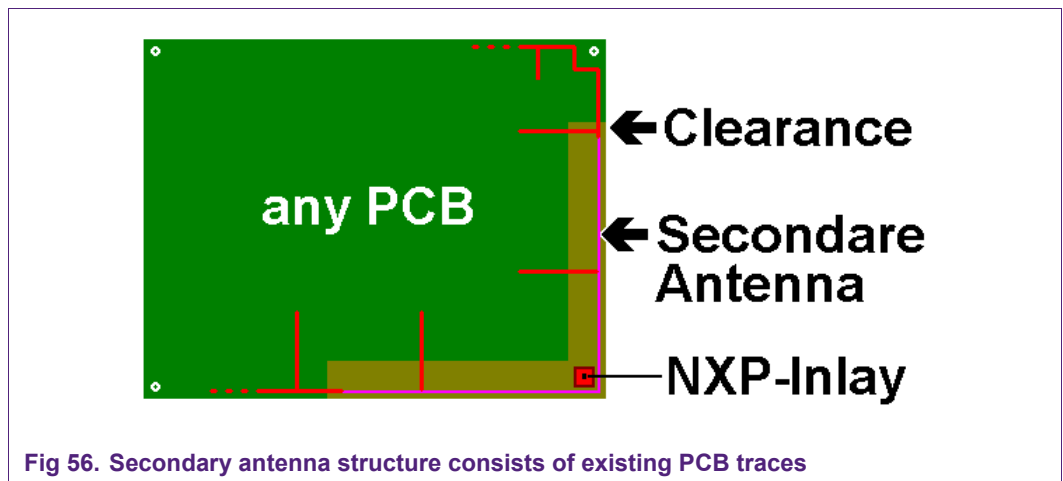 Clearance
any PCB
Secondare
Antenna
NXP-Inlay
Fig 56. Secondary antenna structure consists of existing PCB traces